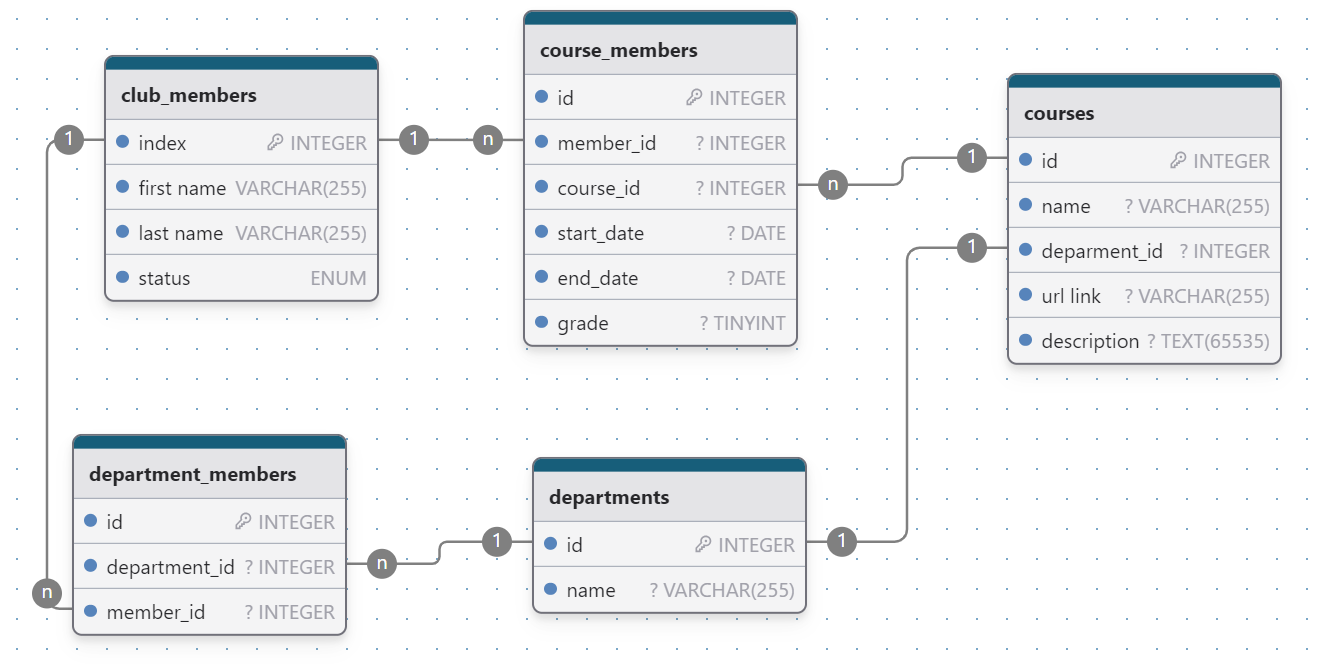 club_members
index INTEGER
first name VARCHAR(255)
last name VARCHAR(255)
status ENUM
1
1
n
course_members
id INTEGER
member_id ? INTEGER
course_id ? INTEGER
start_date ? DATE
end_date ? DATE
grade ? TINYINT
n
1
1
courses
id INTEGER
name ? VARCHAR(255)
deparment_id ? INTEGER
url link ? VARCHAR(255)
description ? TEXT(65535)
department_members
id INTEGER
department_id ? INTEGER
member_id ? INTEGER
n
n
1
departments
id INTEGER
name ? VARCHAR(255)
1